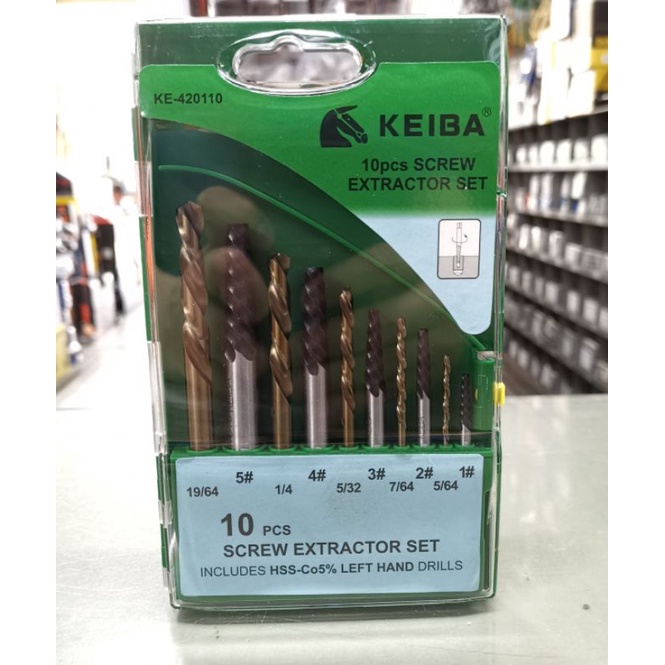 KE-420110
KEIBA®
10pcs SCREW
EXTRACTOR SET
19/64 5# 1/4 4# 5/32 3# 7/64 2# 5/64 1#
10 PCS
SCREW EXTRACTOR SET
INCLUDES HSS-Co5% LEFT HAND DRILLS